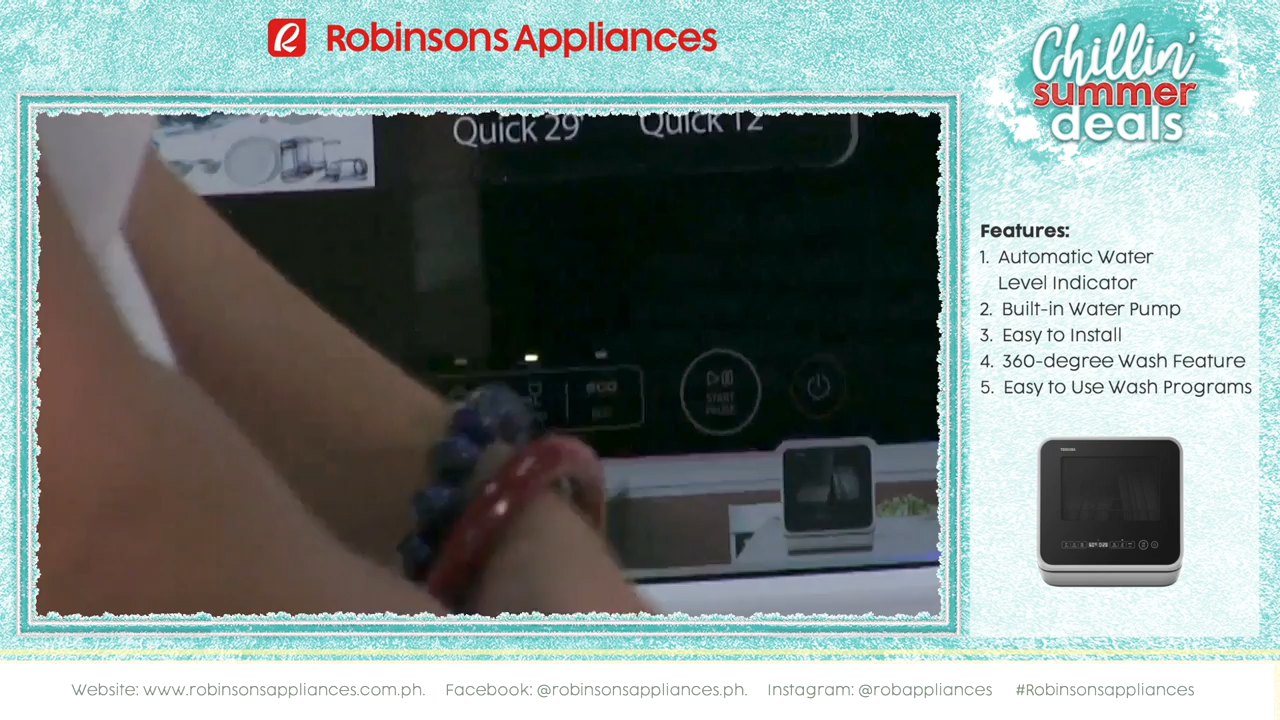 Robinsons Appliances
Chillin'
summer
deals
Quick 29
Quick 12
START
PAUSE
Features:
1. Automatic Water
Level Indicator
2. Built-in Water Pump
3. Easy to Install
4. 360-degree Wash Feature
5. Easy to Use Wash Programs
TOSHIBA
Website: www.robinsonsappliances.com.ph. Facebook: @robinsonsappliances.ph. Instagram: @robappliances #Robinsonsappliances